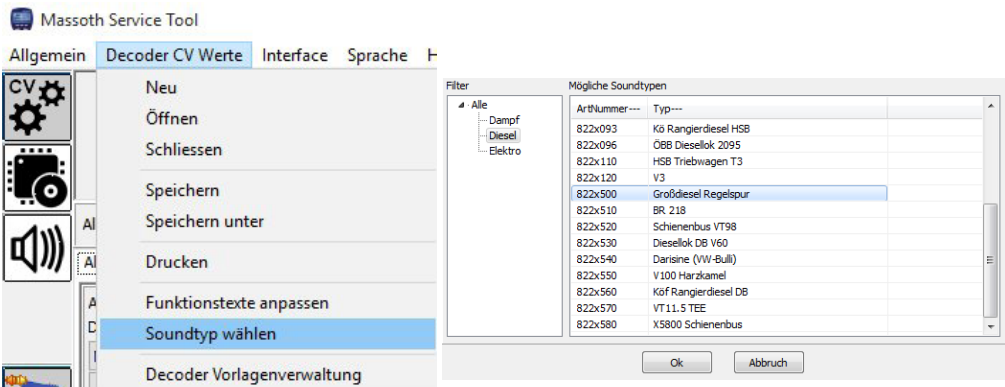 Massoth Service Tool
Allgemein Decoder CV Werte Interface Sprache H
CV
Neu
Öffnen
Schliessen
Speichern
Speichern unter
Al
Drucken
Al
Funktionstexte anpassen
A
D
Soundtyp wählen
Decoder Vorlagenverwaltung
Filter
Alle
Dampf
Diesel
Elektro
Mögliche Soundtypen
ArtNummer--- Typ---
822x093 Kö Rangierdiesel HSB
822x096 ÖBB Diesellok 2095
822x110 HSB Triebwagen T3
822x120 V3
822x500 Großdiesel Regelspur
822x510 BR 218
822x520 Schienenbus VT98
822x530 Diesellok DB V60
822x540 Darisine (VW-Bulli)
822x550 V100 Harzkamel
822x560 Köf Rangierdiesel DB
822x570 VT11.5 TEE
822x580 X5800 Schienenbus
Ok Abbruch